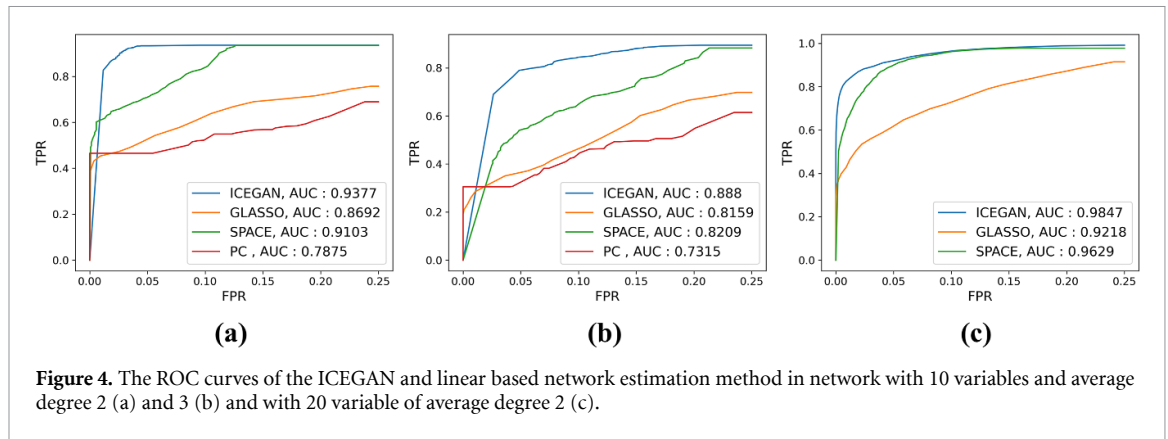 TPR
0.8
0.6
0.4
0.2
0.0
ICEGAN, AUC : 0.9377
GLASSO, AUC : 0.8692
SPACE, AUC : 0.9103
PC , AUC : 0.7875
0.00 0.05 0.10 0.15 0.20 0.25
FPR
(a)
TPR
0.8
0.6
0.4
0.2
0.0
ICEGAN, AUC : 0.888
GLASSO, AUC : 0.8159
SPACE, AUC : 0.8209
PC , AUC : 0.7315
0.00 0.05 0.10 0.15 0.20 0.25
FPR
(b)
TPR
1.0
0.8
0.6
0.4
0.2
0.0
ICEGAN, AUC : 0.9847
GLASSO, AUC : 0.9218
SPACE, AUC : 0.9629
0.00 0.05 0.10 0.15 0.20 0.25
FPR
(c)
Figure 4. The ROC curves of the ICEGAN and linear based network estimation method in network with 10 variables and average
degree 2 (a) and 3 (b) and with 20 variable of average degree 2 (c).